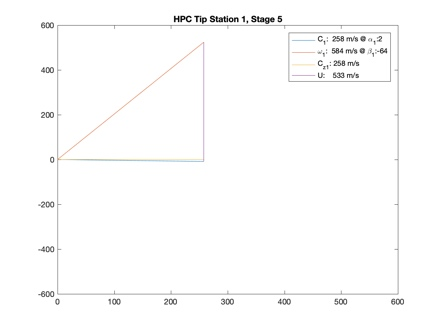 HPC Tip Station 1, Stage 5
C₁: 258 m/s @ α₁:2
ω₁: 584 m/s @ β₁:-64
C_z1: 258 m/s
U: 533 m/s
600
400
200
0
-200
-400
-600
0 100 200 300 400 500 600